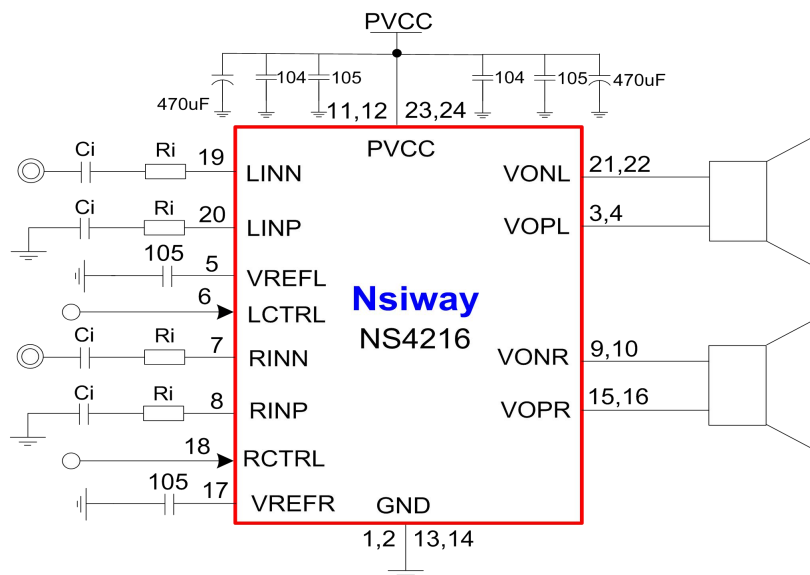 PVCC
470uF
104
105
104
105
470uF
11,12
23,24
PVCC
Ci
Ri
19
LINN
Ci
Ri
20
LINP
105
5
VREFL
6
LCTRL
Ci
Ri
7
RINN
Ci
Ri
8
RINP
18
RCTRL
105
17
VREFR
Nsiway
NS4216
VONL
21,22
VOPL
3,4
VONR
9,10
VOPR
15,16
GND
1,2
13,14